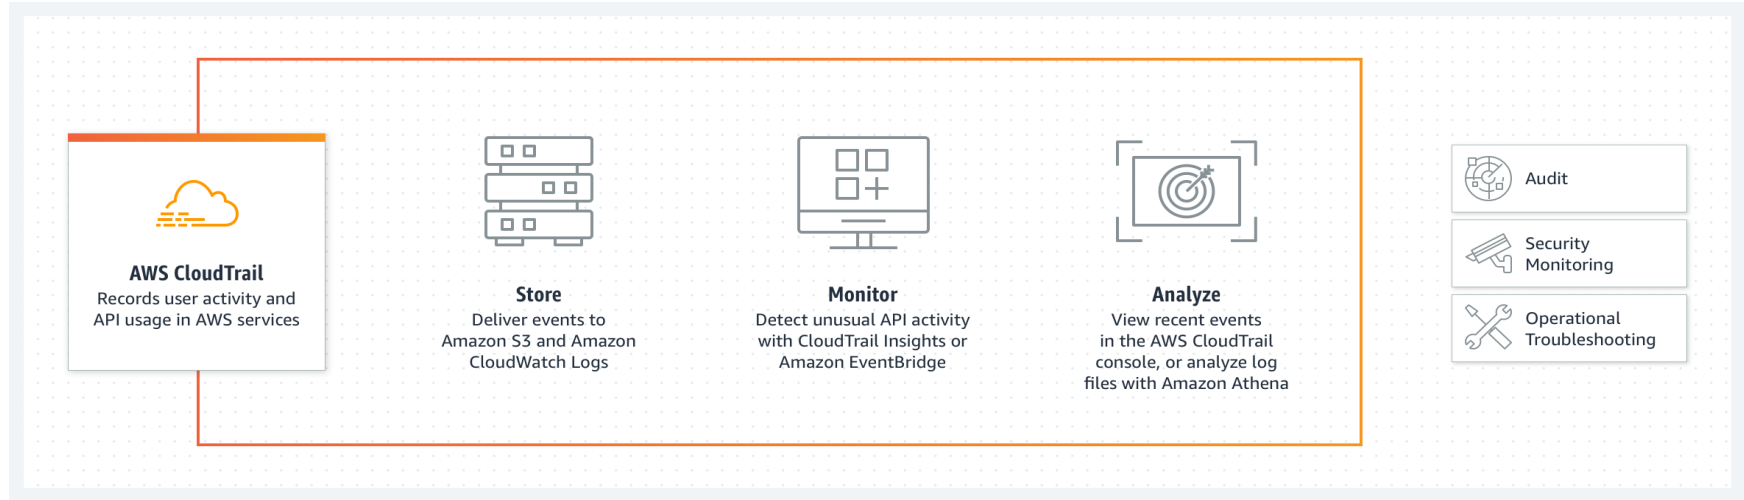 AWS CloudTrail
Records user activity and
API usage in AWS services
Store
Deliver events to
Amazon S3 and Amazon
CloudWatch Logs
Monitor
Detect unusual API activity
with CloudTrail Insights or
Amazon EventBridge
Analyze
View recent events
in the AWS CloudTrail
console, or analyze log
files with Amazon Athena
Audit
Security
Monitoring
Operational
Troubleshooting